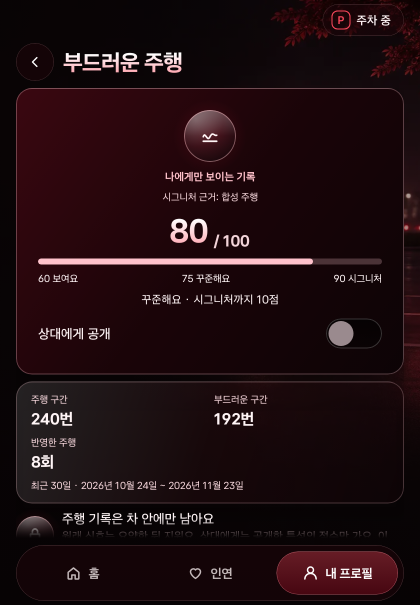 P 주차 중
부드러운 주행
나에게만 보이는 기록
시그니처 근거: 합성 주행
80 / 100
60 보여요 75 꾸준해요 90 시그니처
꾸준해요 · 시그니처까지 10점
상대에게 공개
주행 구간 부드러운 구간
240번 192번
반영한 주행
8회
최근 30일 · 2026년 10월 24일 ~ 2026년 11월 23일
주행 기록은 차 안에만 남아요
홈 인연 내 프로필